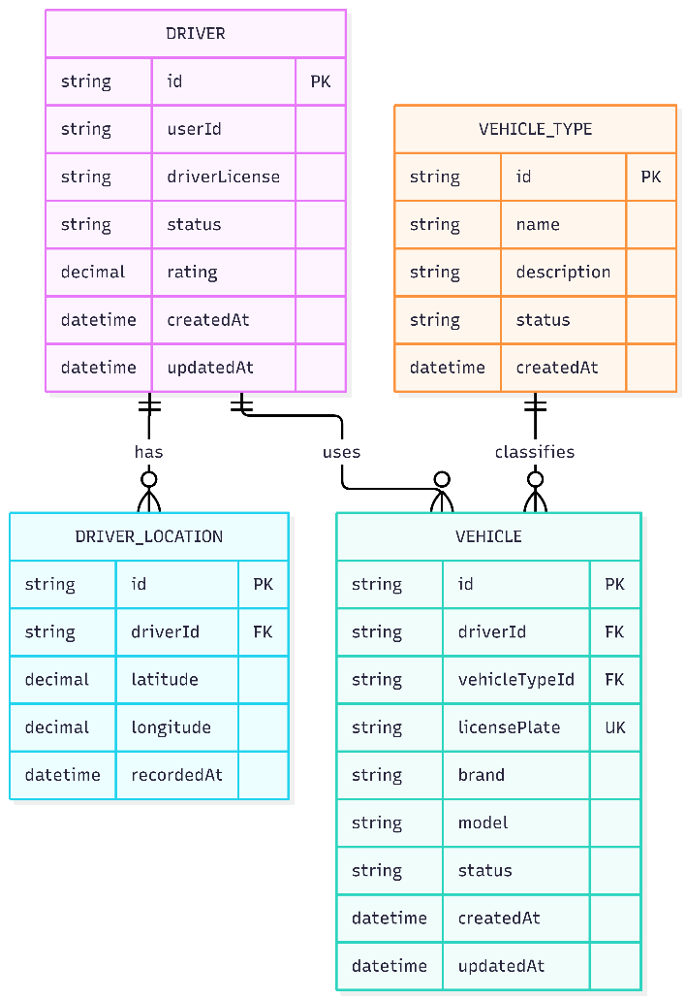 DRIVER
string id PK
string userId
string driverLicense
string status
decimal rating
datetime createdAt
datetime updatedAt
VEHICLE_TYPE
string id PK
string name
string description
string status
datetime createdAt
has
uses
classifies
DRIVER_LOCATION
string id PK
string driverId FK
decimal latitude
decimal longitude
datetime recordedAt
VEHICLE
string id PK
string driverId FK
string vehicleTypeId FK
string licensePlate UK
string brand
string model
string status
datetime createdAt
datetime updatedAt